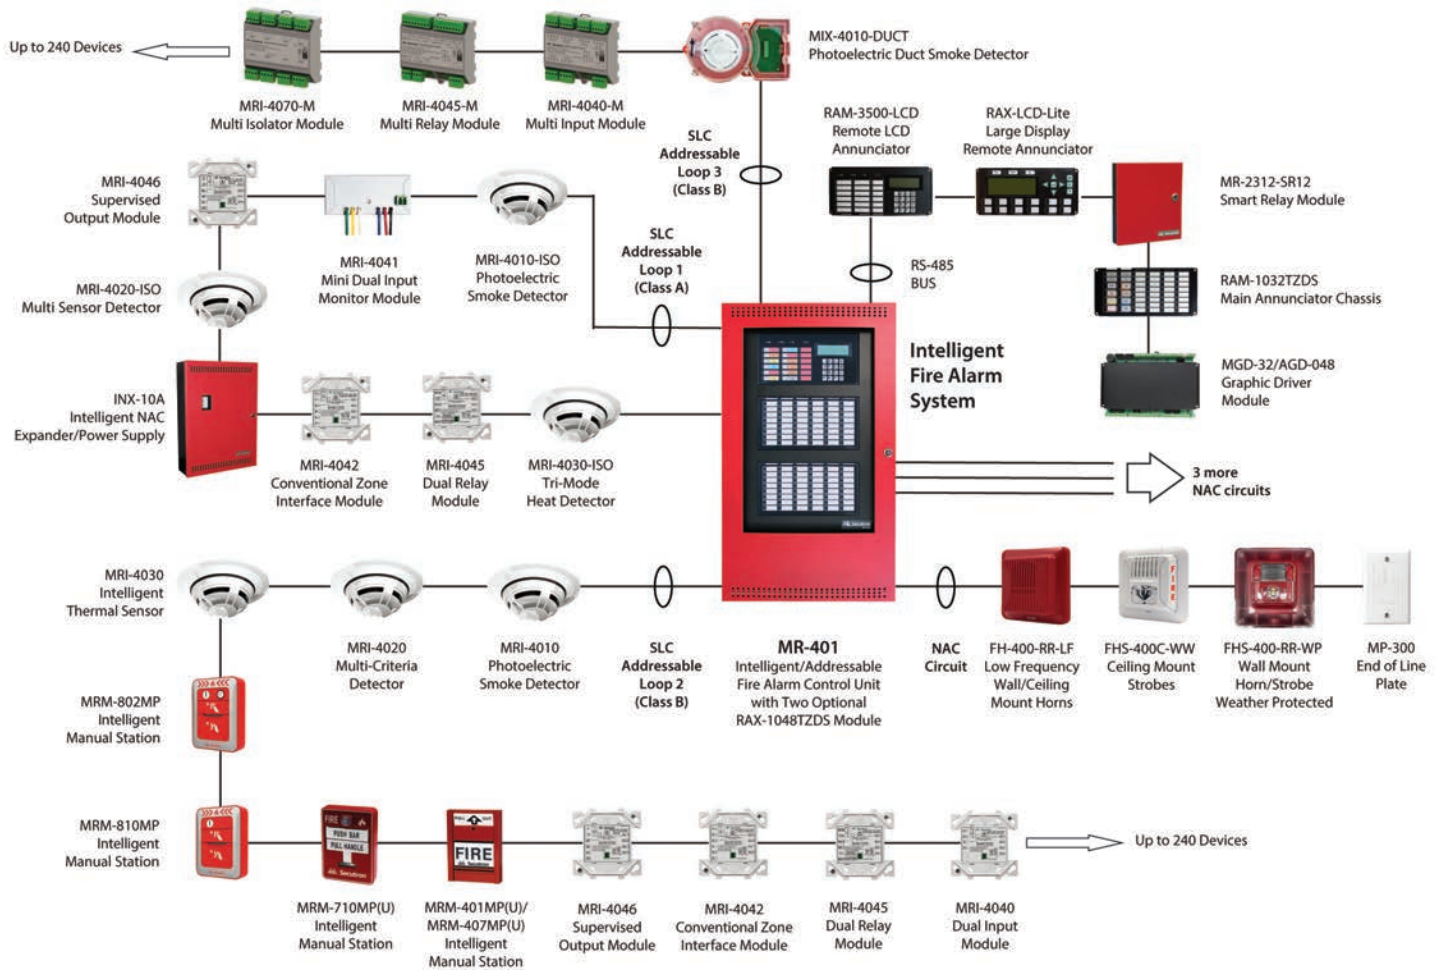 Up to 240 Devices
MRI-4070-M
Multi Isolator Module
MRI-4045-M
Multi Relay Module
MRI-4040-M
Multi Input Module
MIX-4010-DUCT
Photoelectric Duct Smoke Detector
SLC
Addressable
Loop 3
(Class B)
RAM-3500-LCD
Remote LCD
Annunciator
RAX-LCD-Lite
Large Display
Remote Annunciator
MR-2312-SR12
Smart Relay Module
MRI-4046
Supervised
Output Module
MRI-4041
Mini Dual Input
Monitor Module
MRI-4010-ISO
Photoelectric
Smoke Detector
SLC
Addressable
Loop 1
(Class A)
RS-485
BUS
RAM-1032TZDS
Main Annunciator Chassis
MRI-4020-ISO
Multi Sensor Detector
Intelligent
Fire Alarm
System
MGD-32/AGD-048
Graphic Driver
Module
INX-10A
Intelligent NAC
Expander/Power Supply
MRI-4042
Conventional Zone
Interface Module
MRI-4045
Dual Relay
Module
MRI-4030-ISO
Tri-Mode
Heat Detector
3 more
NAC circuits
MRI-4030
Intelligent
Thermal Sensor
MRI-4020
Multi-Criteria
Detector
MRI-4010
Photoelectric
Smoke Detector
SLC
Addressable
Loop 2
(Class B)
MR-401
Intelligent/Addressable
Fire Alarm Control Unit
with Two Optional
RAX-1048TZDS Module
NAC
Circuit
FH-400-RR-LF
Low Frequency
Wall/Ceiling
Mount Horns
FIRE
FHS-400C-WW
Ceiling Mount
Strobes
FHS-400-RR-WP
Wall Mount
Horn/Strobe
Weather Protected
MP-300
End of Line
Plate
MRM-802MP
Intelligent
Manual Station
MRM-810MP
Intelligent
Manual Station
FIRE
PUSH BAR
PULL HANDLE
Secutron
PULL OUT
FIRE
Secutron
Up to 240 Devices
MRM-710MP(U)
Intelligent
Manual Station
MRM-401MP(U)/
MRM-407MP(U)
Intelligent
Manual Station
MRI-4046
Supervised
Output Module
MRI-4042
Conventional Zone
Interface Module
MRI-4045
Dual Relay
Module
MRI-4040
Dual Input
Module